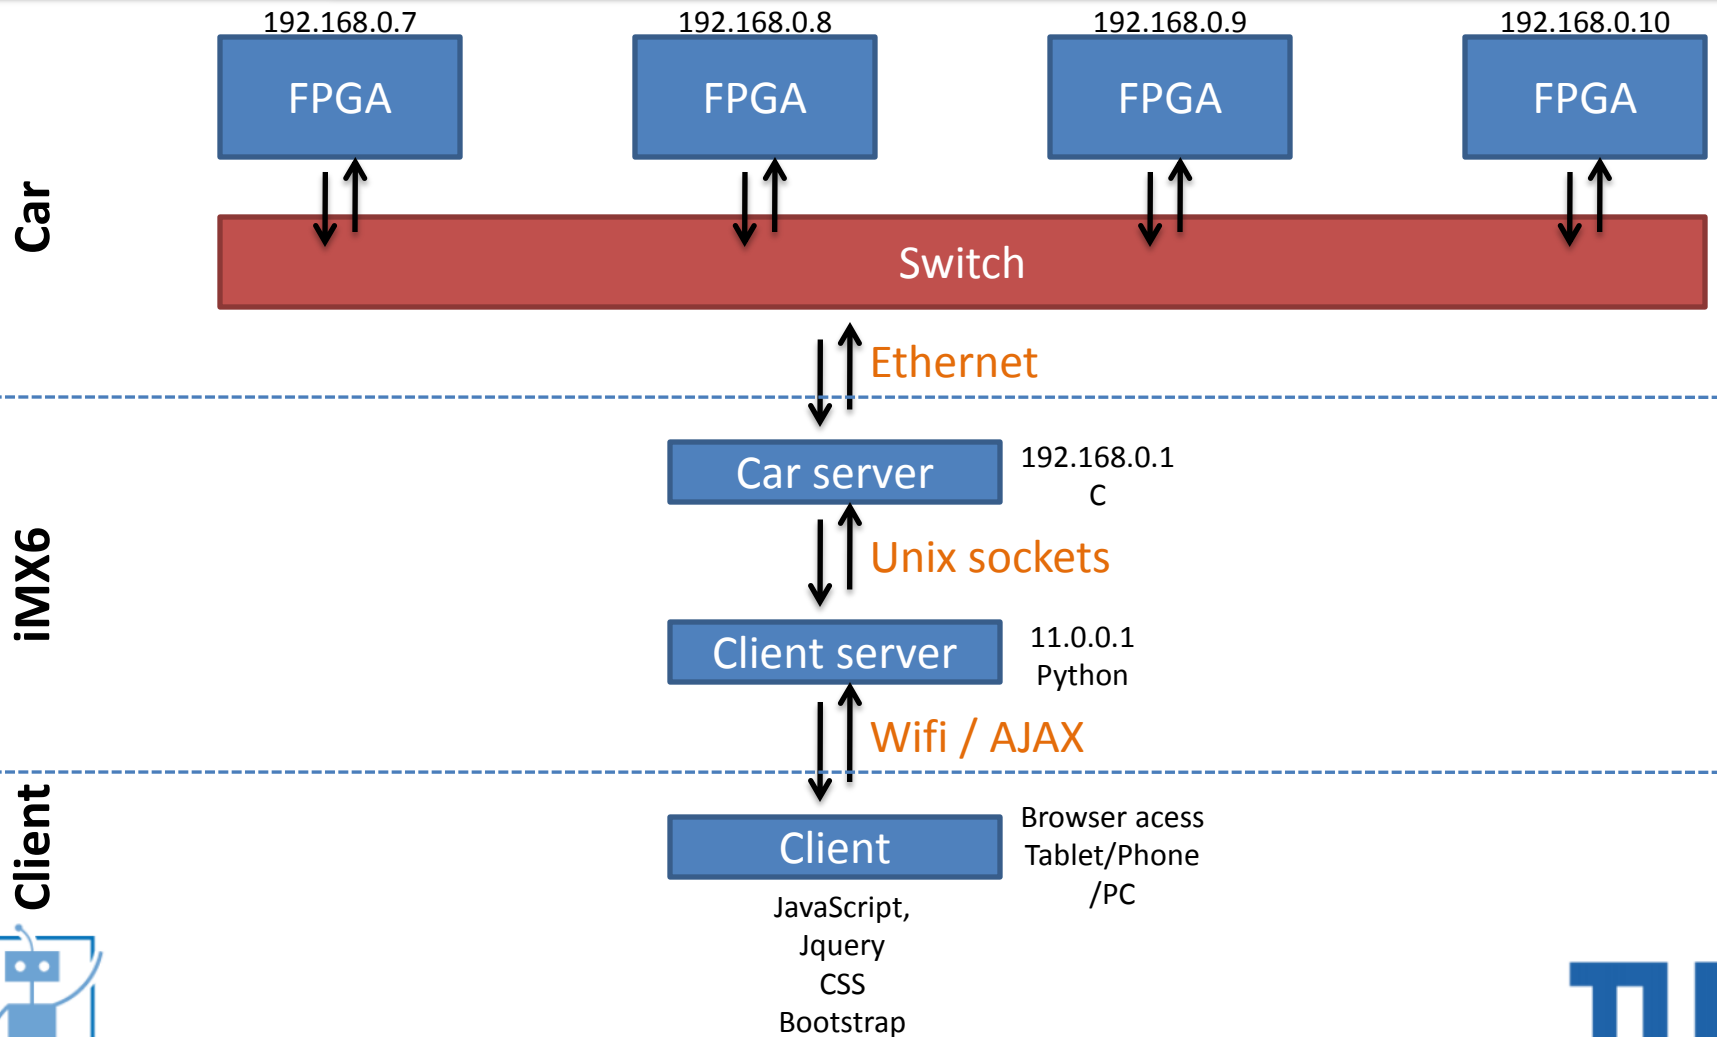 192.168.0.7
192.168.0.8
192.168.0.9
192.168.0.10
FPGA
FPGA
FPGA
FPGA
Car
Switch
Ethernet
iMX6
Car server
192.168.0.1
C
Unix sockets
Client server
11.0.0.1
Python
Wifi / AJAX
Client
Client
Browser acess
Tablet/Phone
/PC
JavaScript,
Jquery
CSS
Bootstrap